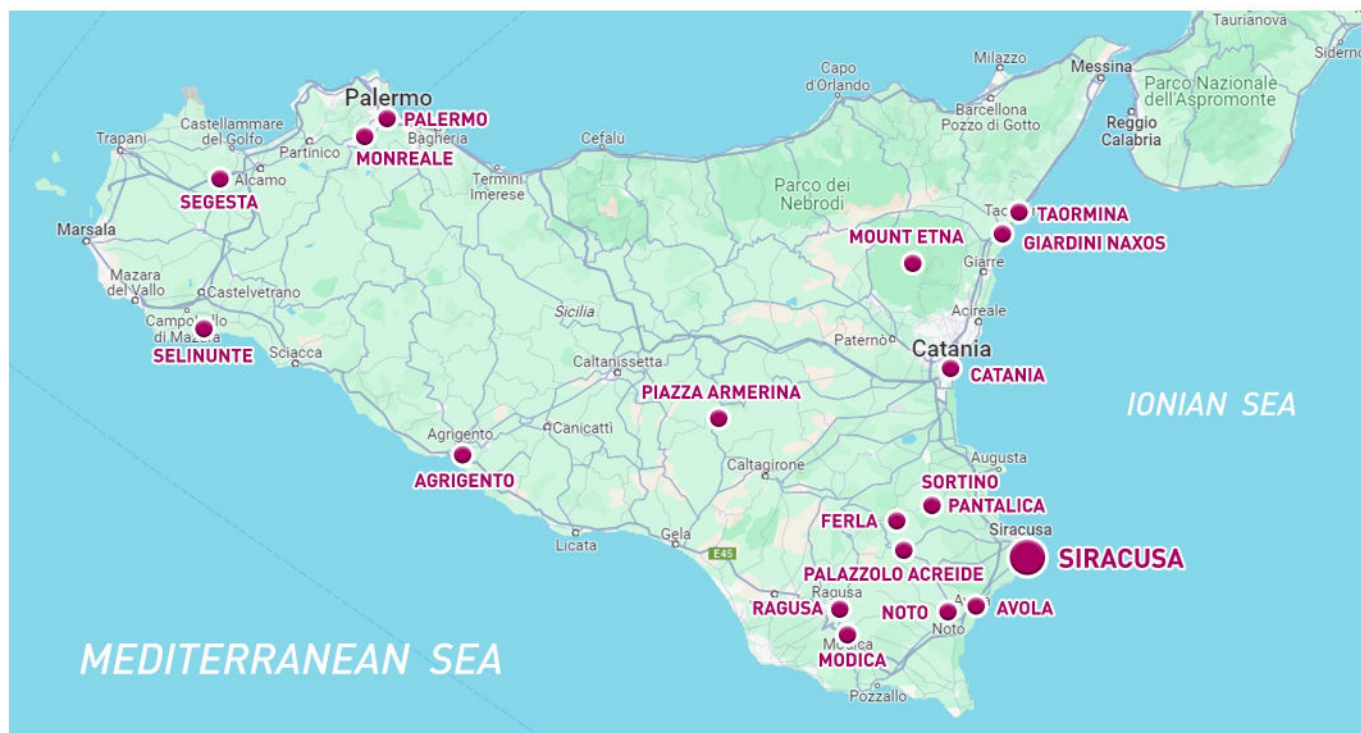 Taurianova
Siderno
Milazzo
Messina
Capo
d'Orlando
Parco Nazionale
dell'Aspromonte
Palermo
Barcellona
Pozzo di Gotto
PALERMO
Reggio
Calabria
Castellammare
del Golfo
Trapani
Partinico
Bagheria
Cefalù
MONREALE
Termini
Imerese
Alcamo
Parco dei
Nebrodi
SEGESTA
TAORMINA
Marsala
MOUNT ETNA
GIARDINI NAXOS
Giarre
Mazara
del Vallo
Castelvetrano
Sicilia
Acireale
di Mazara
Paternò
Catania
SELINUNTE
Sciacca
Caltanissetta
CATANIA
PIAZZA ARMERINA
IONIAN SEA
Agrigento
Canicattì
AGRIGENTO
Caltagirone
Augusta
SORTINO
PANTALICA
FERLA
Siracusa
Licata
Gela
E45
SIRACUSA
PALAZZOLO ACREIDE
Ragusa
RAGUSA
NOTO
AVOLA
Noto
Modica
MODICA
MEDITERRANEAN SEA
Pozzallo